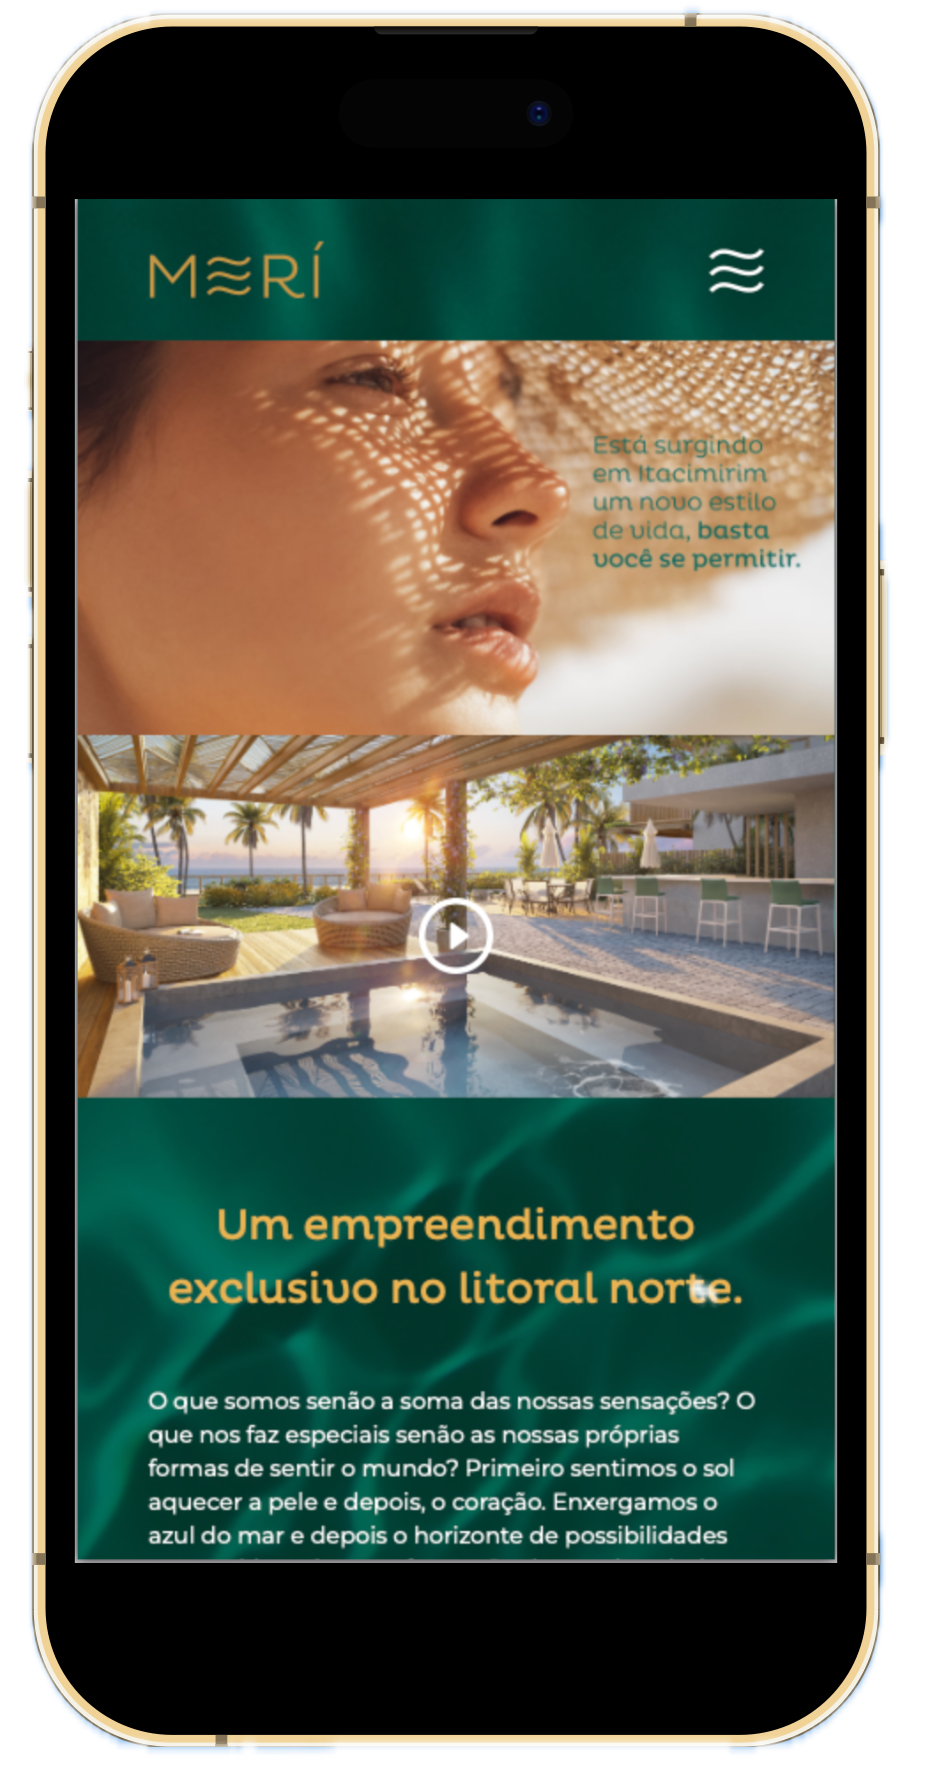 MERÍ
Está surgindo
em Itacimirim
um novo estilo
de vida, basta
você se permitir.
Um empreendimento
exclusivo no litoral norte.
O que somos senão a soma das nossas sensações? O
que nos faz especiais senão as nossas próprias
formas de sentir o mundo? Primeiro sentimos o sol
aquecer a pele e depois, o coração. Enxergamos o
azul do mar e depois o horizonte de possibilidades